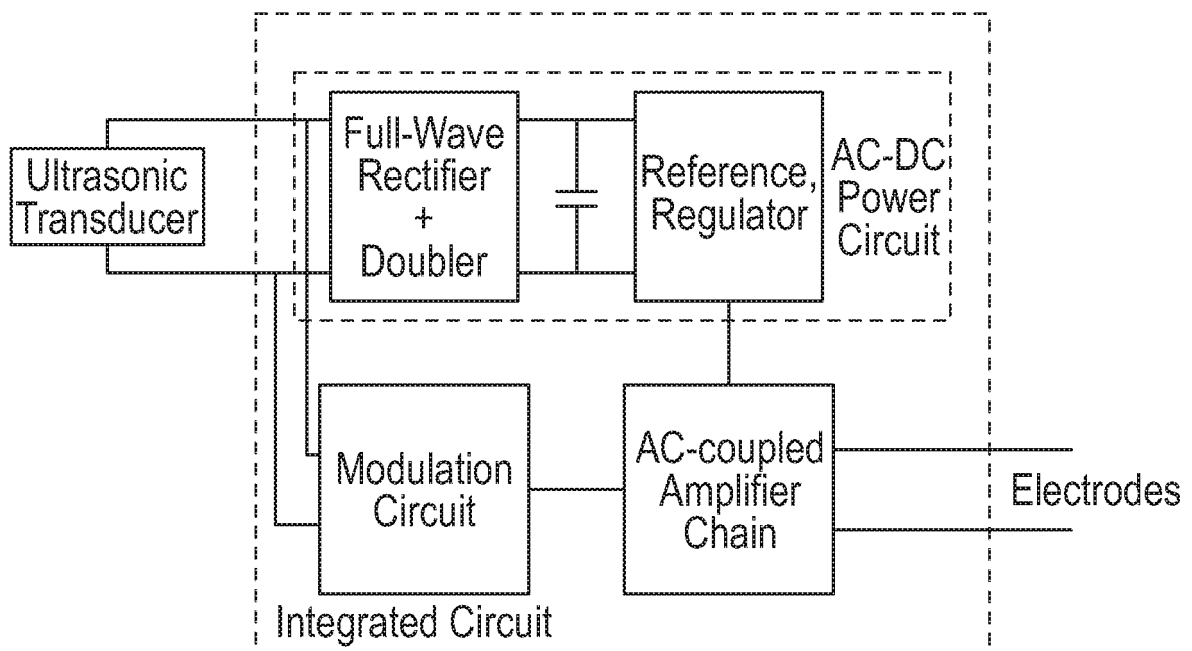 Ultrasonic
Transducer
Full-Wave
Rectifier
+
Doubler
Reference,
Regulator
AC-DC
Power
Circuit
Modulation
Circuit
AC-coupled
Amplifier
Chain
Electrodes
Integrated Circuit